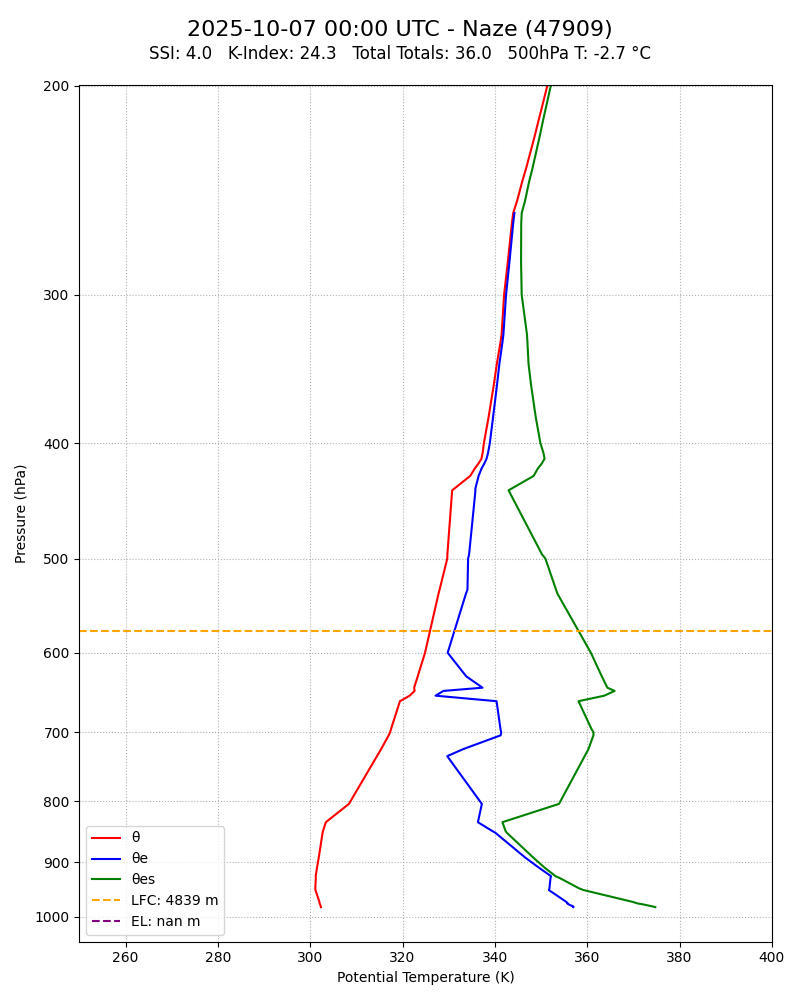 2025-10-07 00:00 UTC - Naze (47909)
SSI: 4.0   K-Index: 24.3   Total Totals: 36.0   500hPa T: -2.7 °C
200
300
400
500
600
700
800
900
1000
Pressure (hPa)
θ
θe
θes
LFC: 4839 m
EL: nan m
260 280 300 320 340 360 380 400
Potential Temperature (K)